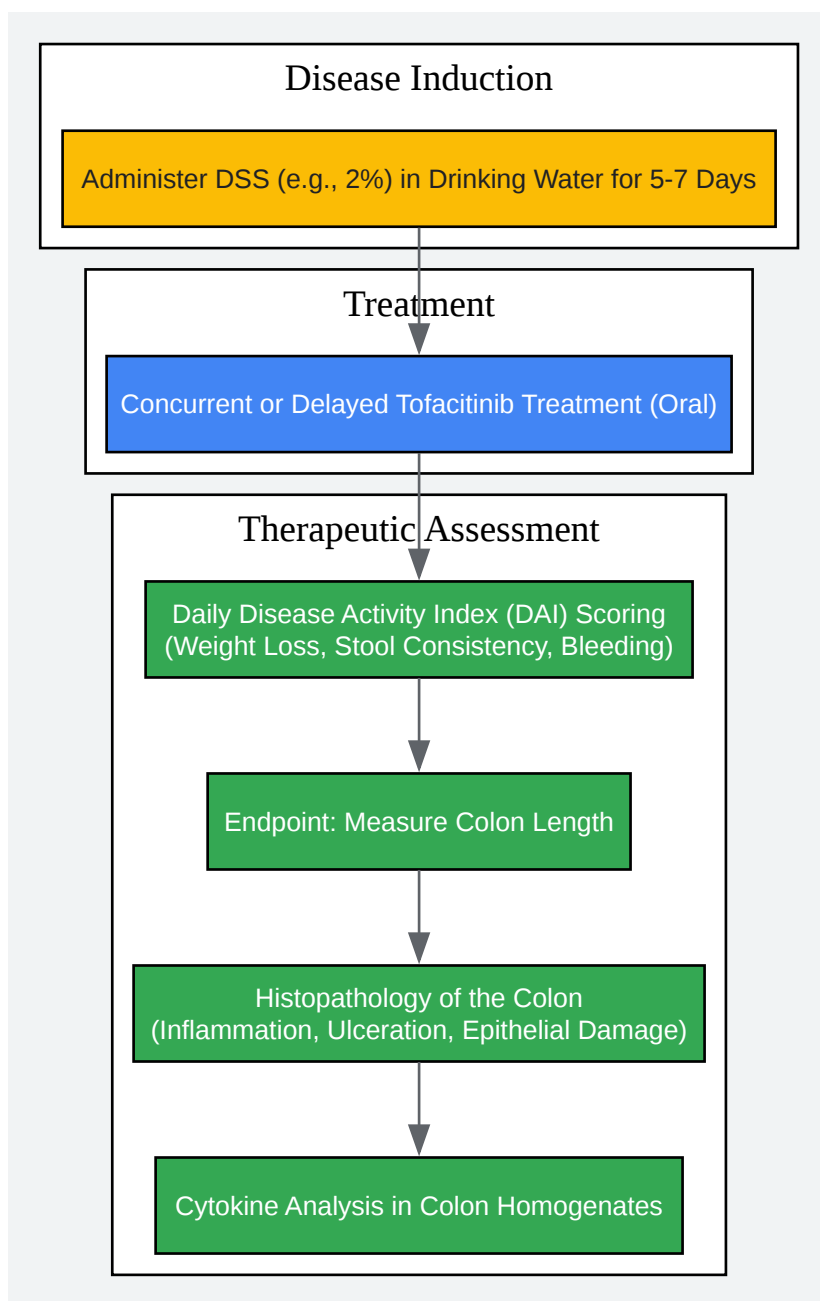 Disease Induction
Administer DSS (e.g., 2%) in Drinking Water for 5-7 Days
Treatment
Concurrent or Delayed Tofacitinib Treatment (Oral)
Therapeutic Assessment
Daily Disease Activity Index (DAI) Scoring
(Weight Loss, Stool Consistency, Bleeding)
Endpoint: Measure Colon Length
Histopathology of the Colon
(Inflammation, Ulceration, Epithelial Damage)
Cytokine Analysis in Colon Homogenates